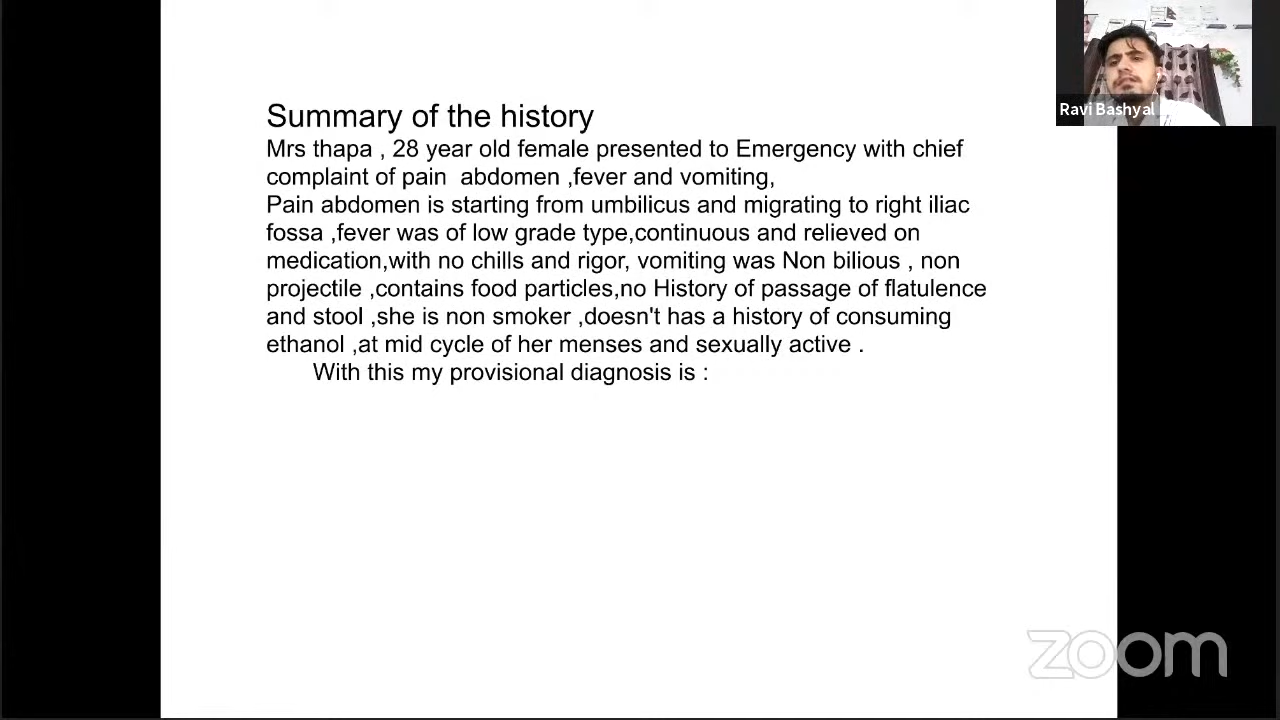 Summary of the history
Mrs thapa , 28 year old female presented to Emergency with chief
complaint of pain  abdomen ,fever and vomiting,
Pain abdomen is starting from umbilicus and migrating to right iliac
fossa ,fever was of low grade type,continuous and relieved on
medication,with no chills and rigor, vomiting was Non bilious , non
projectile ,contains food particles,no History of passage of flatulence
and stool ,she is non smoker ,doesn't has a history of consuming
ethanol ,at mid cycle of her menses and sexually active .
With this my provisional diagnosis is :
Ravi Bashyal
zoom